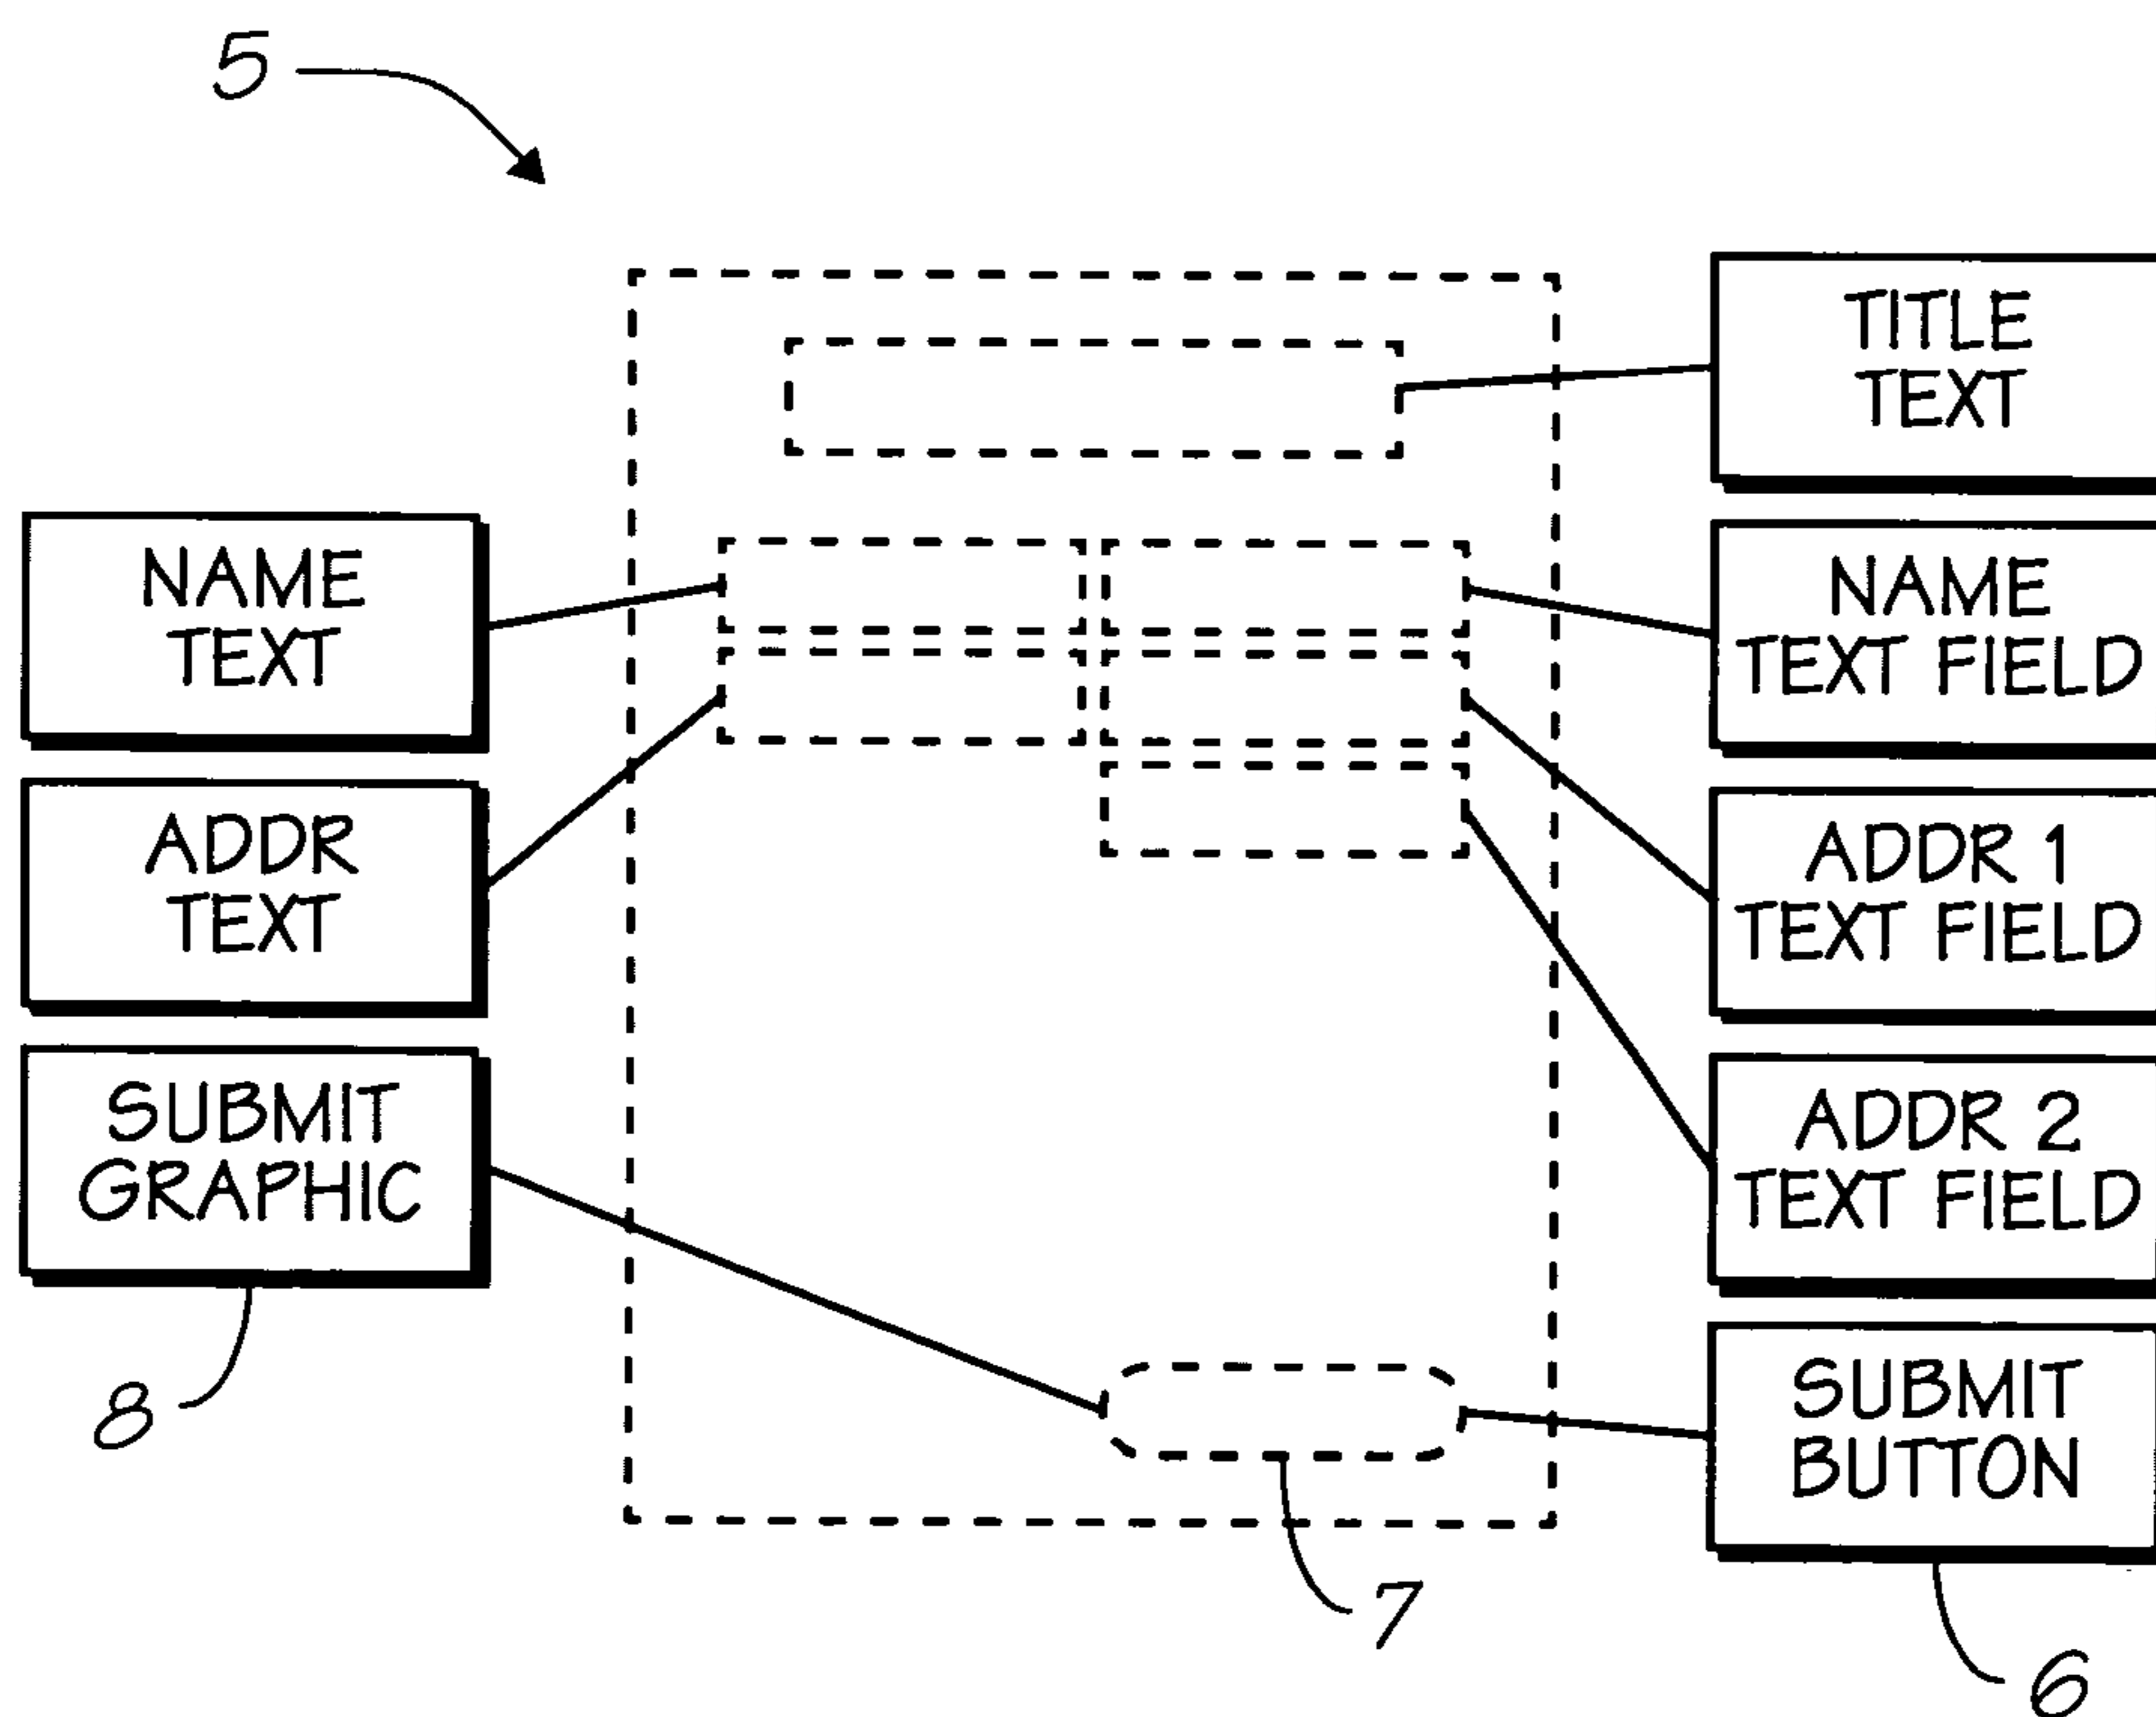 5
TITLE
TEXT
NAME
TEXT
NAME
TEXT FIELD
ADDR
TEXT
ADDR 1
TEXT FIELD
SUBMIT
GRAPHIC
ADDR 2
TEXT FIELD
8
SUBMIT
BUTTON
7
6